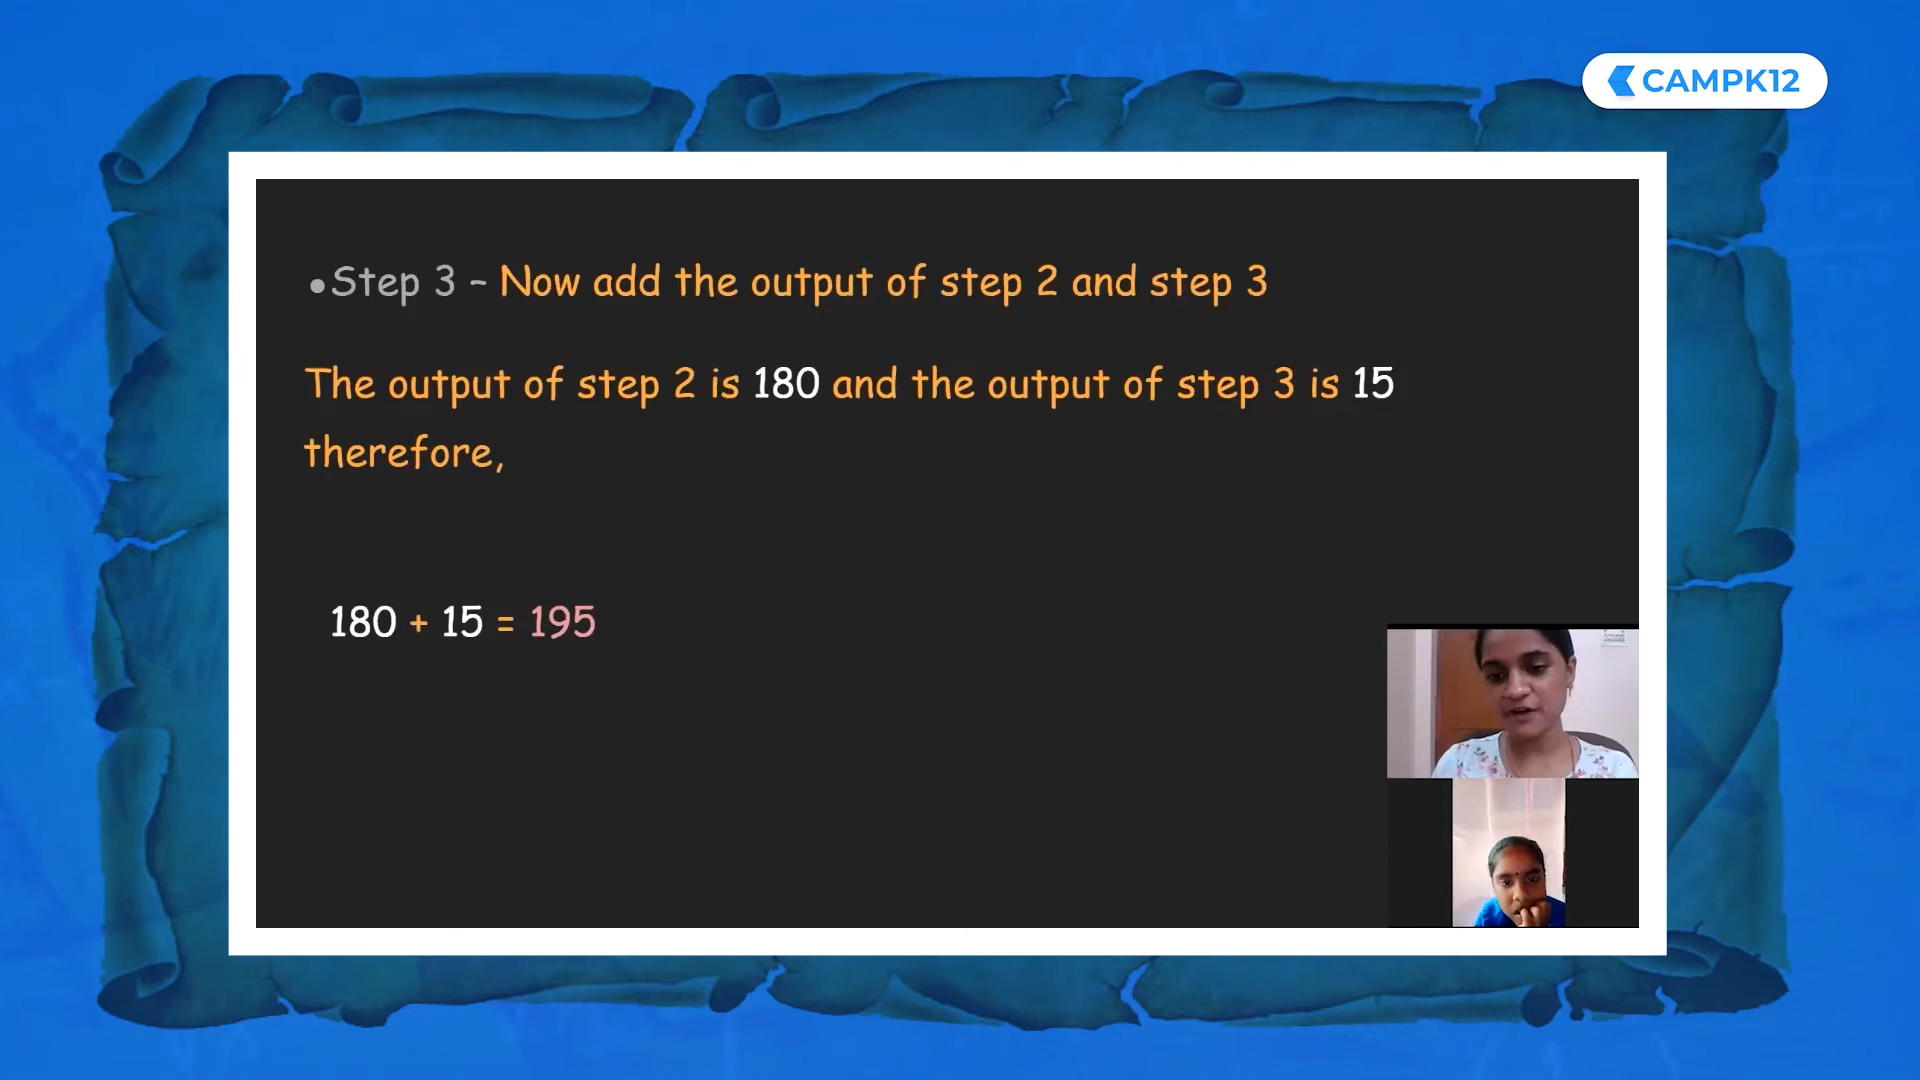 CAMPK12
•Step 3 – Now add the output of step 2 and step 3
The output of step 2 is 180 and the output of step 3 is 15
therefore,
180 + 15 = 195